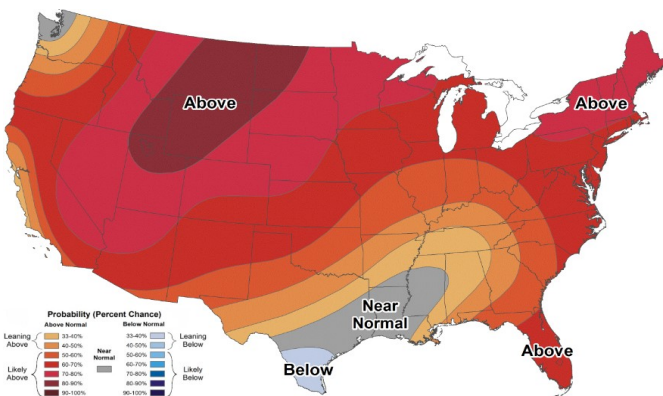 Above
Above
Near
Normal
Above
Below
Probability (Percent Chance)
Above Normal
Below Normal
Leaning
Above
33-40%
40-50%
Likely
Above
50-60%
60-70%
70-80%
80-90%
90-100%
Near
Normal
33-40%
40-50%
Leaning
Below
50-60%
60-70%
70-80%
80-90%
90-100%
Likely
Below